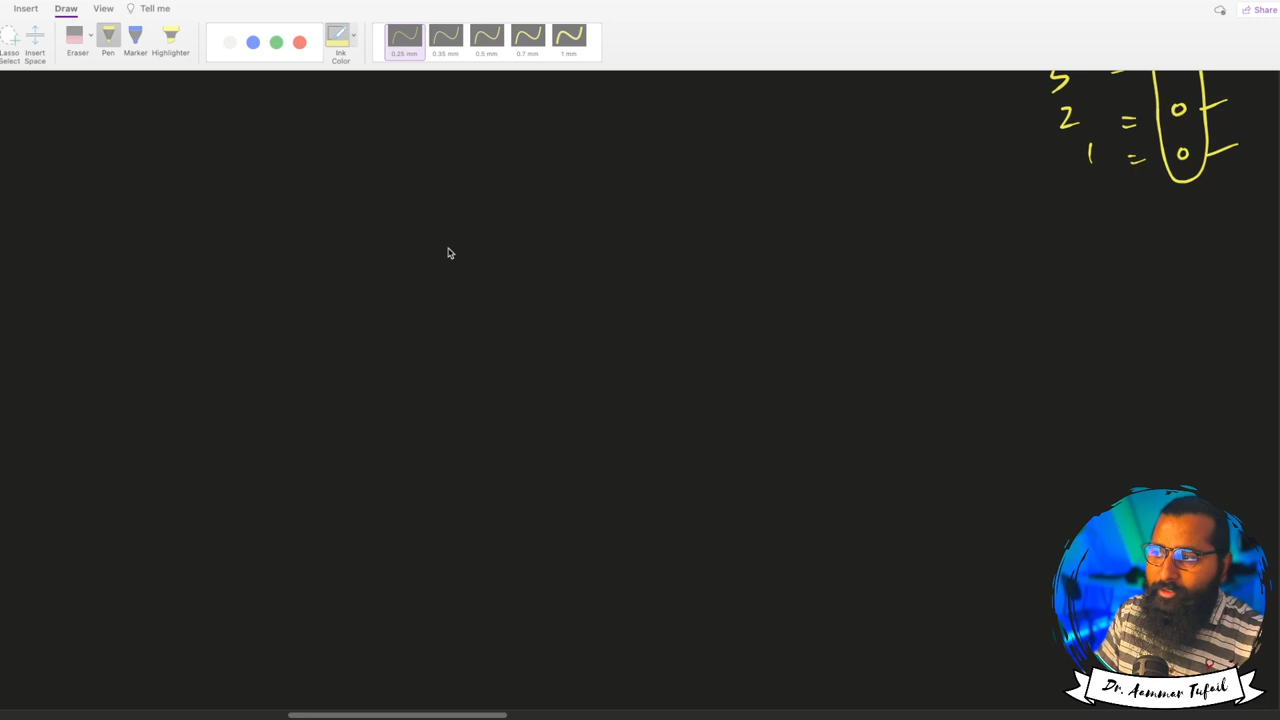 Insert Draw View Tell me
Share
Lasso Select
Insert Space
Eraser
Pen
Marker
Highlighter
Ink Color
0.25 mm
0.35 mm
0.5 mm
0.7 mm
1 mm
=
2 = 0
1 = 0
Dr. Aammar Tufail